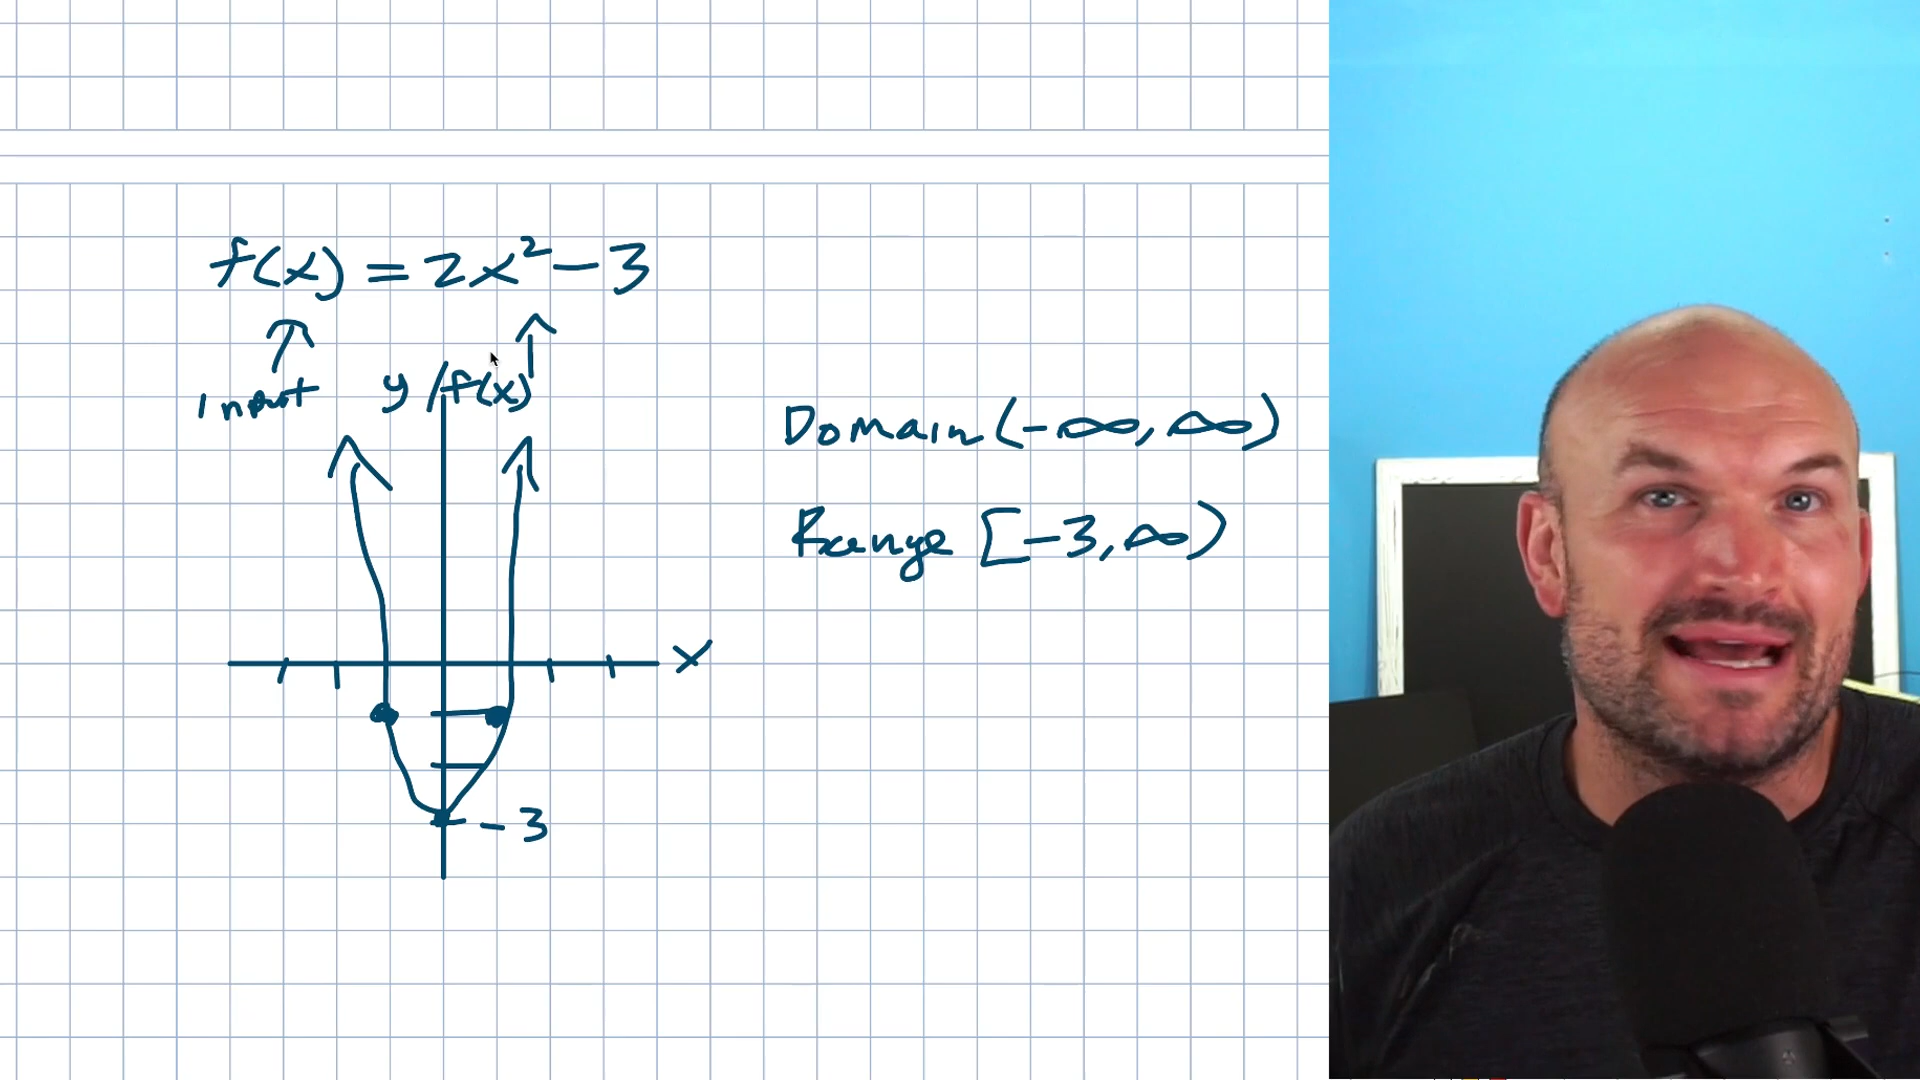 f(x) = 2x² - 3
Input
y / f(x)
Domain (-∞, ∞)
Range [-3, ∞)
x
-3